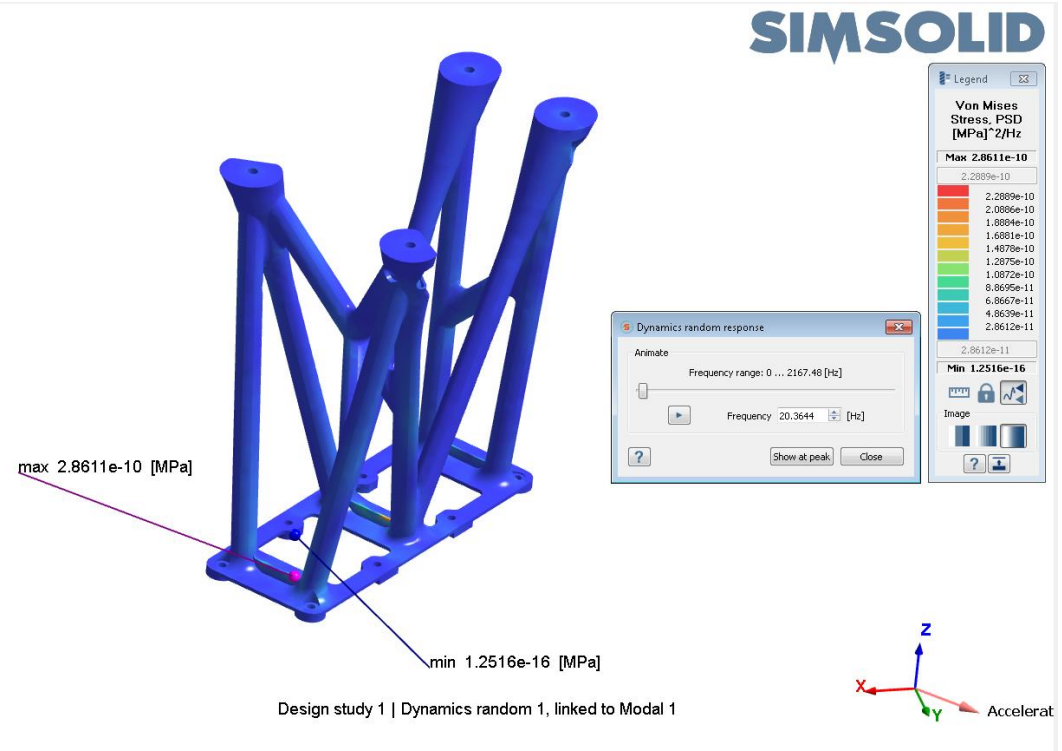 SIMSOLID
Legend
Von Mises
Stress, PSD
[MPa]^2/Hz
Max 2.8611e-10
2.2889e-10
2.2889e-10
2.0886e-10
1.8884e-10
1.6881e-10
1.4878e-10
1.2875e-10
1.0872e-10
8.8695e-11
6.8667e-11
4.8639e-11
2.8612e-11
2.8612e-11
Min 1.2516e-16
Image
?
Dynamics random response
Animate
Frequency range: 0 ... 2167.48 [Hz]
Frequency 20.3644 [Hz]
? Show at peak Close
max 2.8611e-10 [MPa]
min 1.2516e-16 [MPa]
Design study 1 | Dynamics random 1, linked to Modal 1
Z
X
Y
Accelerat